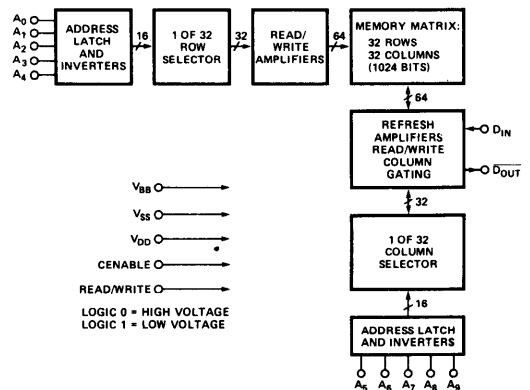 A0
A1
A2
A3
A4
ADDRESS
LATCH
AND
INVERTERS
16
1 OF 32
ROW
SELECTOR
32
READ/
WRITE
AMPLIFIERS
64
MEMORY MATRIX:
32 ROWS
32 COLUMNS
(1024 BITS)
64
REFRESH
AMPLIFIERS
READ/WRITE
COLUMN
GATING
DIN
DOUT
32
1 OF 32
COLUMN
SELECTOR
16
ADDRESS LATCH
AND INVERTERS
A5 A6 A7 A8 A9
VBB
VSS
VDD
CENABLE
READ/WRITE
LOGIC 0 = HIGH VOLTAGE
LOGIC 1 = LOW VOLTAGE